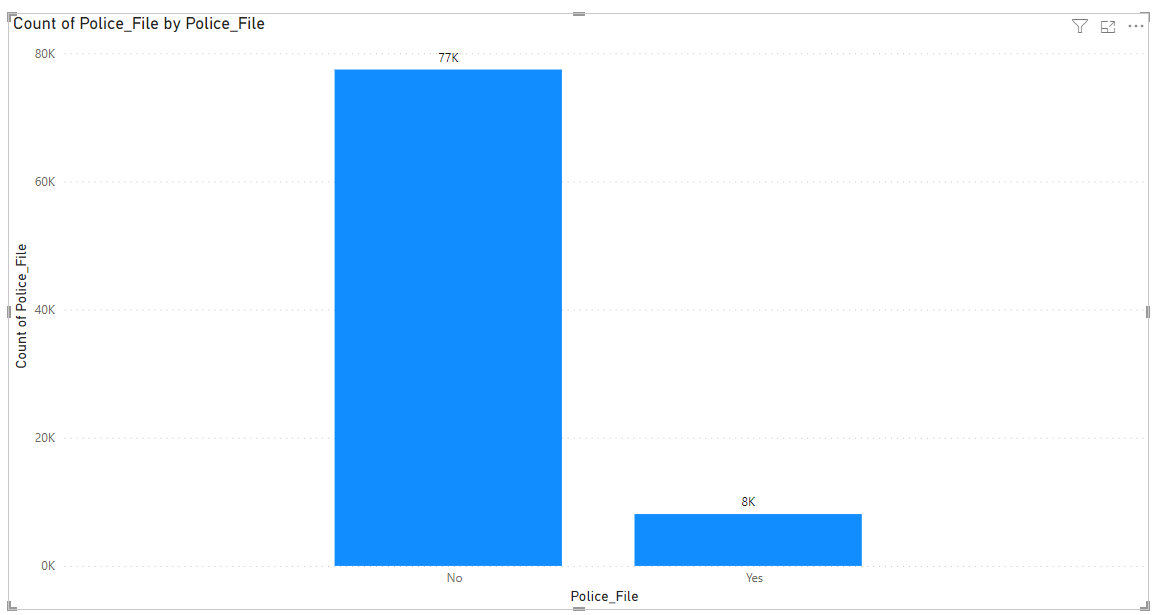 Count of Police_File by Police_File
80K
60K
40K
20K
0K
Count of Police_File
77K
8K
No
Yes
Police_File